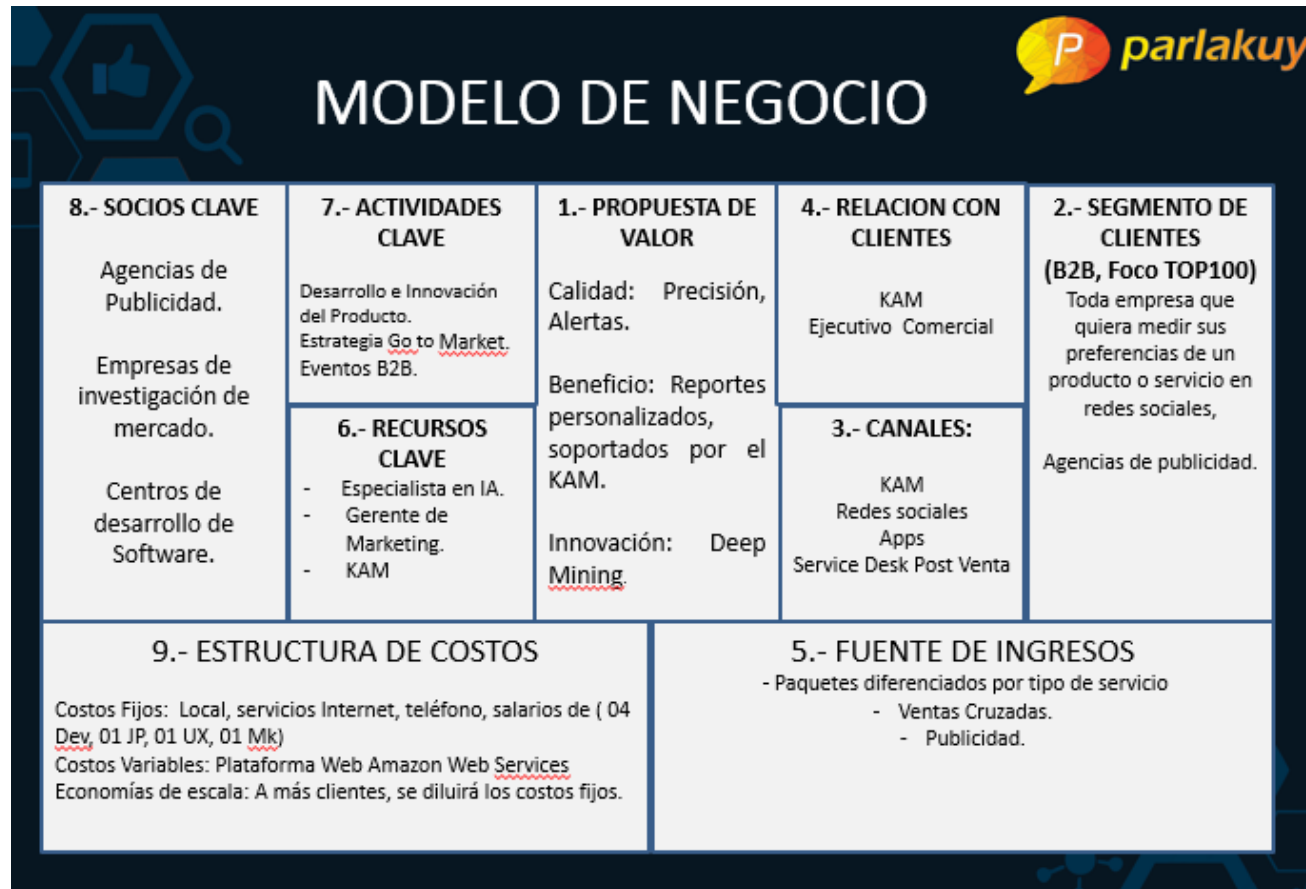 P parlakuy
MODELO DE NEGOCIO
8.- SOCIOS CLAVE
Agencias de
Publicidad.
Empresas de
investigación de
mercado.
Centros de
desarrollo de
Software.
7.- ACTIVIDADES
CLAVE
Desarrollo e Innovación
del Producto.
Estrategia Go to Market.
Eventos B2B.
6.- RECURSOS
CLAVE
- Especialista en IA.
- Gerente de
Marketing.
- KAM
1.- PROPUESTA DE
VALOR
Calidad: Precisión,
Alertas.
Beneficio: Reportes
personalizados,
soportados por el
KAM.
Innovación: Deep
Mining.
4.- RELACION CON
CLIENTES
KAM
Ejecutivo Comercial
3.- CANALES:
KAM
Redes sociales
Apps
Service Desk Post Venta
2.- SEGMENTO DE
CLIENTES
(B2B, Foco TOP100)
Toda empresa que
quiera medir sus
preferencias de un
producto o servicio en
redes sociales,
Agencias de publicidad.
9.- ESTRUCTURA DE COSTOS
Costos Fijos: Local, servicios Internet, teléfono, salarios de ( 04
Dev, 01 JP, 01 UX, 01 Mk)
Costos Variables: Plataforma Web Amazon Web Services
Economías de escala: A más clientes, se diluirá los costos fijos.
5.- FUENTE DE INGRESOS
- Paquetes diferenciados por tipo de servicio
- Ventas Cruzadas.
- Publicidad.